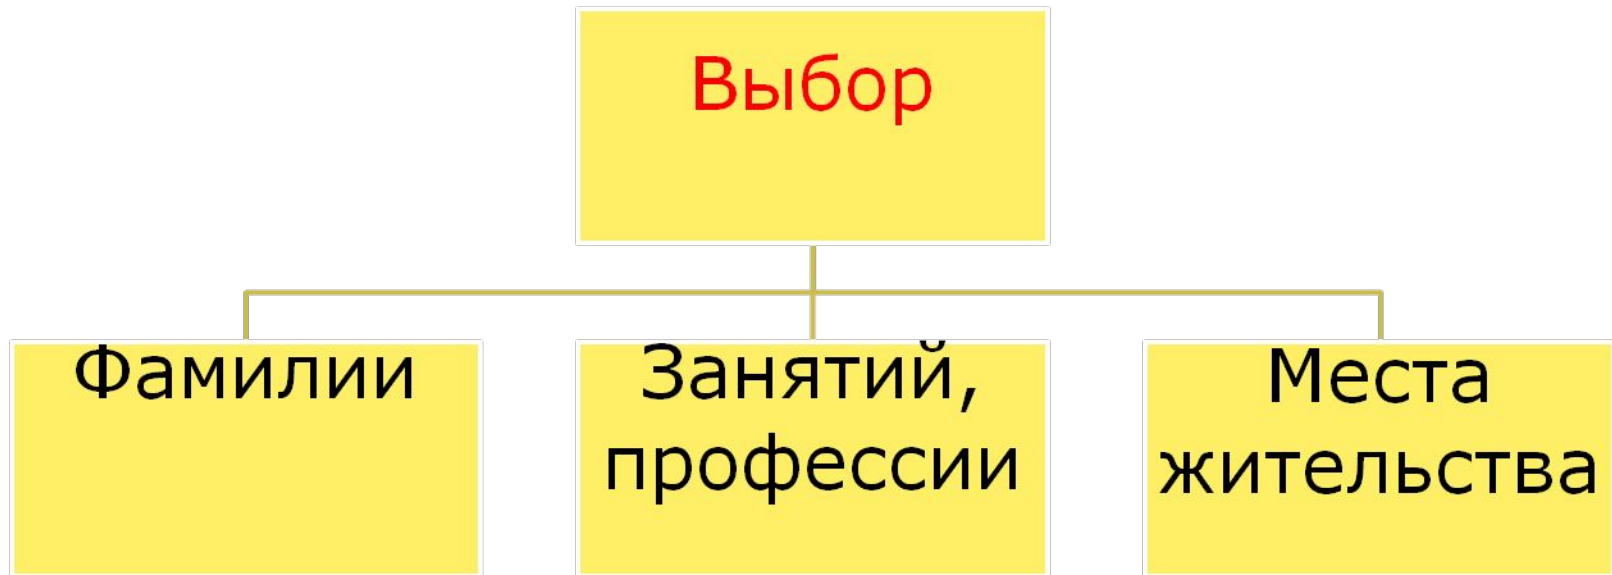 Выбор
Фамилии
Занятий,
профессии
Места
жительства